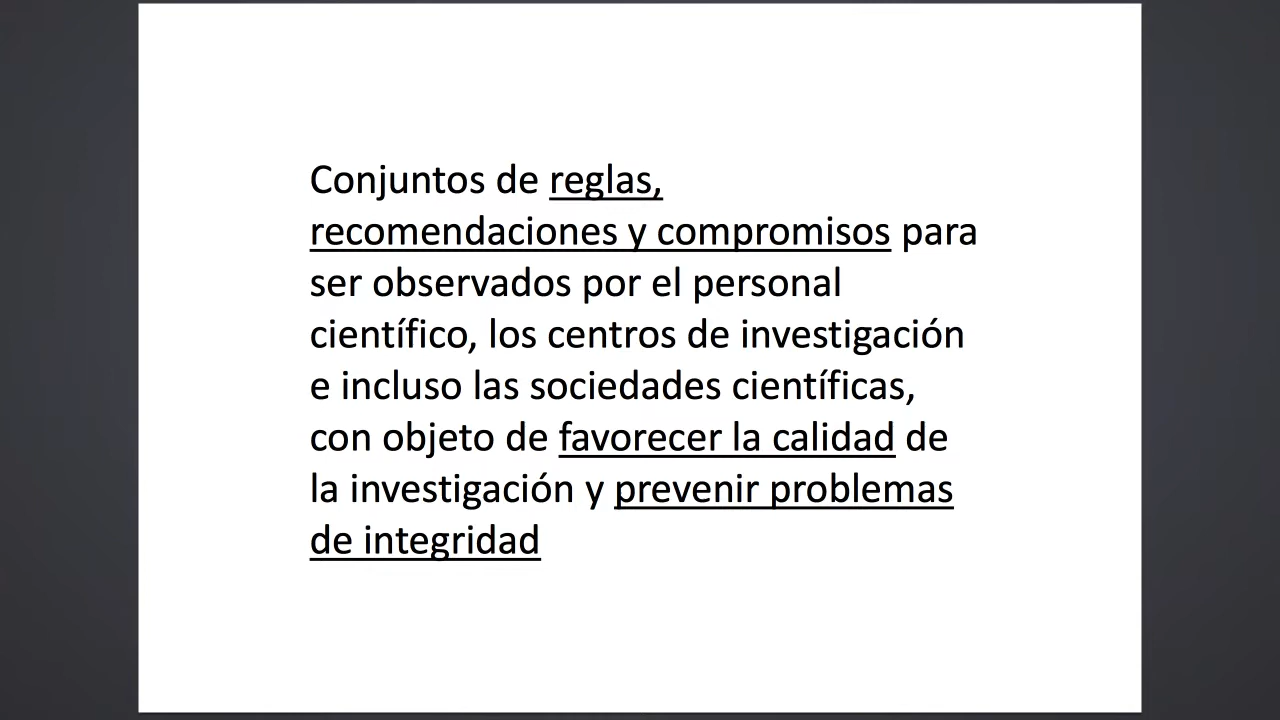 Conjuntos de reglas,
recomendaciones y compromisos para
ser observados por el personal
científico, los centros de investigación
e incluso las sociedades científicas,
con objeto de favorecer la calidad de
la investigación y prevenir problemas
de integridad